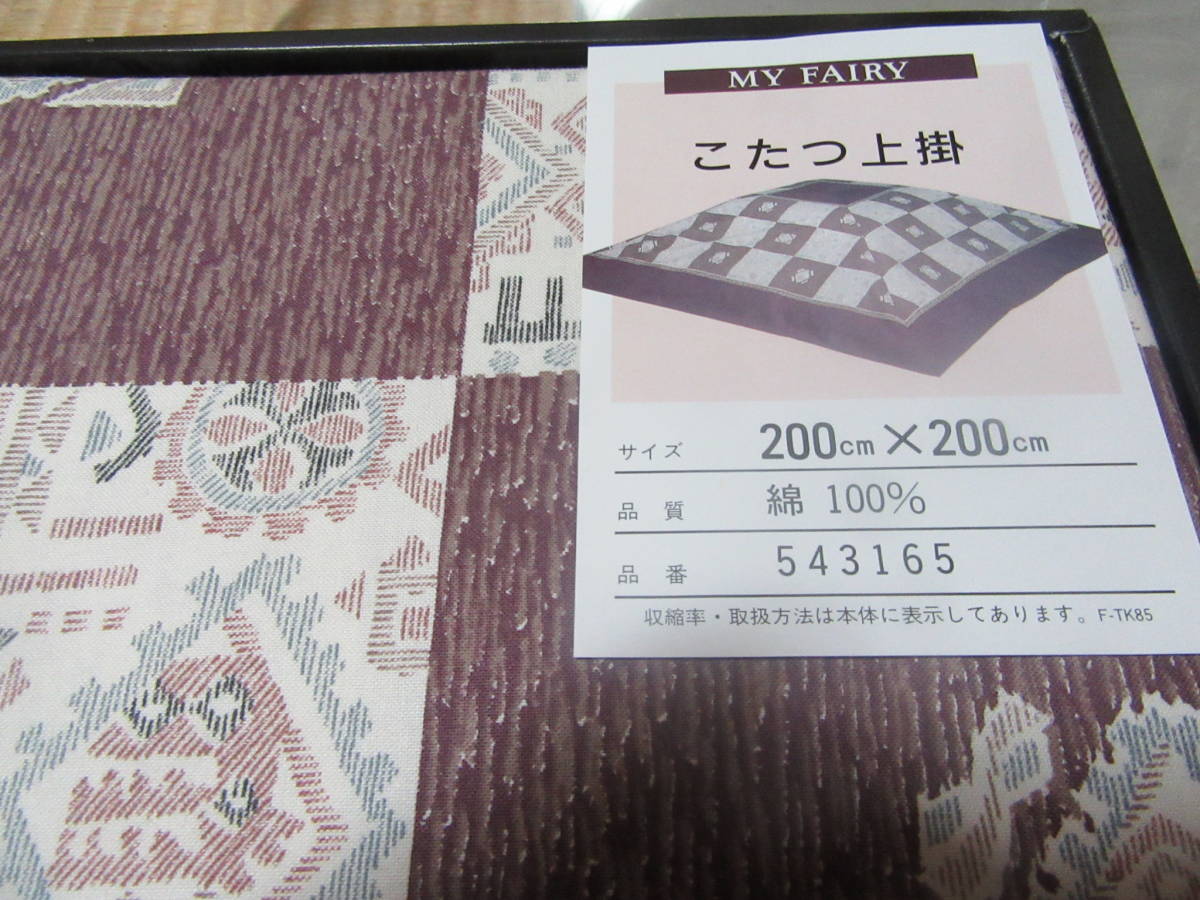 MY FAIRY
こたつ上掛
サイズ 200cm×200cm
品質 綿 100%
品番 543165
収縮率・取扱方法は本体に表示してあります。F-TK85